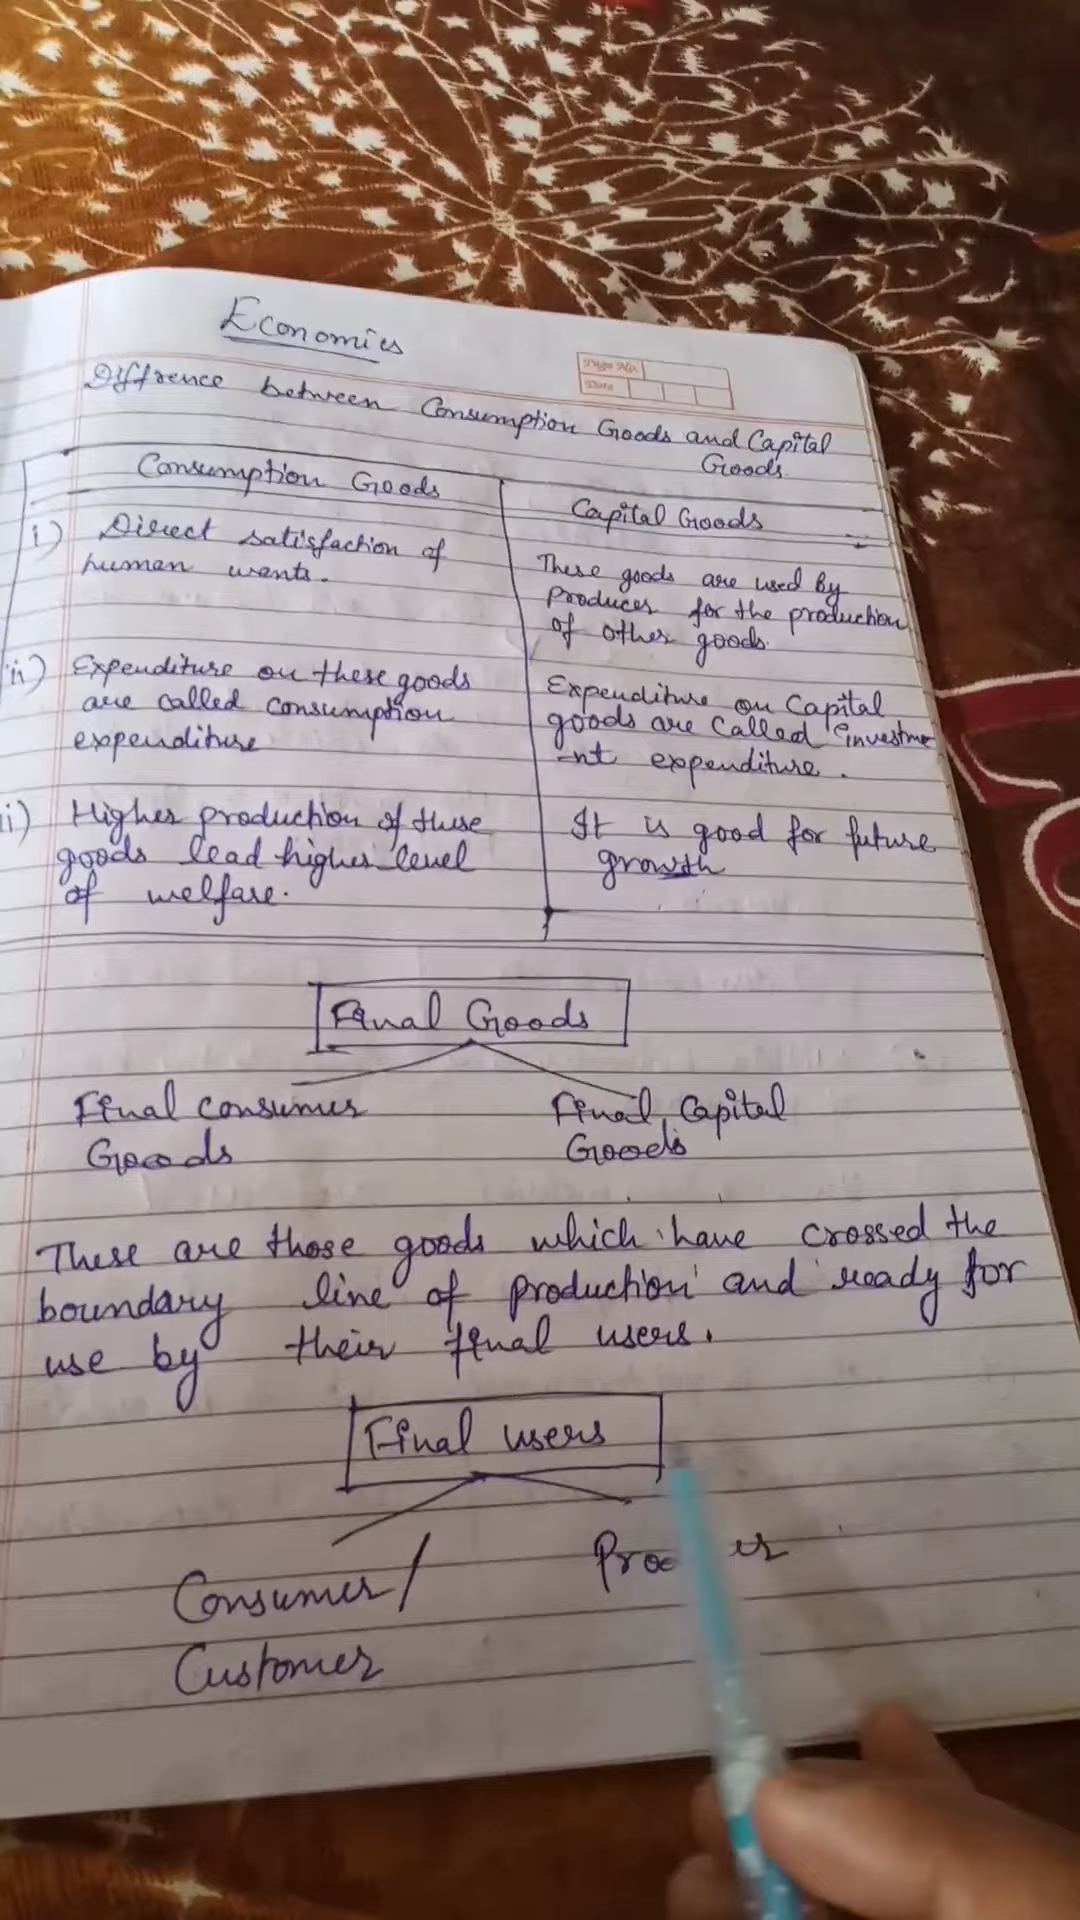 Economics
Page No.
Date
Diffrence between Consumption Goods and Capital
Goods.
Consumption Goods
i) Direct satisfaction of
human wants.
ii) Expenditure on these goods
are called consumption
expenditure
ii) Higher production of these
goods lead higher level
of welfare.
Capital Goods
These goods are used by
producer for the production
of other goods.
Expenditure on Capital
goods are called investme
-nt expenditure.
It is good for future
growth
Final Goods
Final consumer
Goods
Final Capital
Goods
These are those goods which have crossed the
boundary line of production and ready for
use by their final users.
Final users
Consumer/
Customer